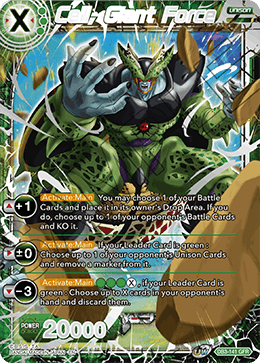 X
Cell, Giant Force
UNISON
+1 Activate:Main You may choose 1 of your Battle
Cards and place it in its owner's Drop Area. If you
do, choose up to 1 of your opponent's Battle Cards
and KO it.
±0 Activate:Main If your Leader Card is green :
Choose up to 1 of your opponent's Unison Cards
and remove a marker from it.
-3 Activate:Main X , if your Leader Card is
green : Choose up to X cards in your opponent's
hand and discard them.
POWER 20000
DB3-141 GFR